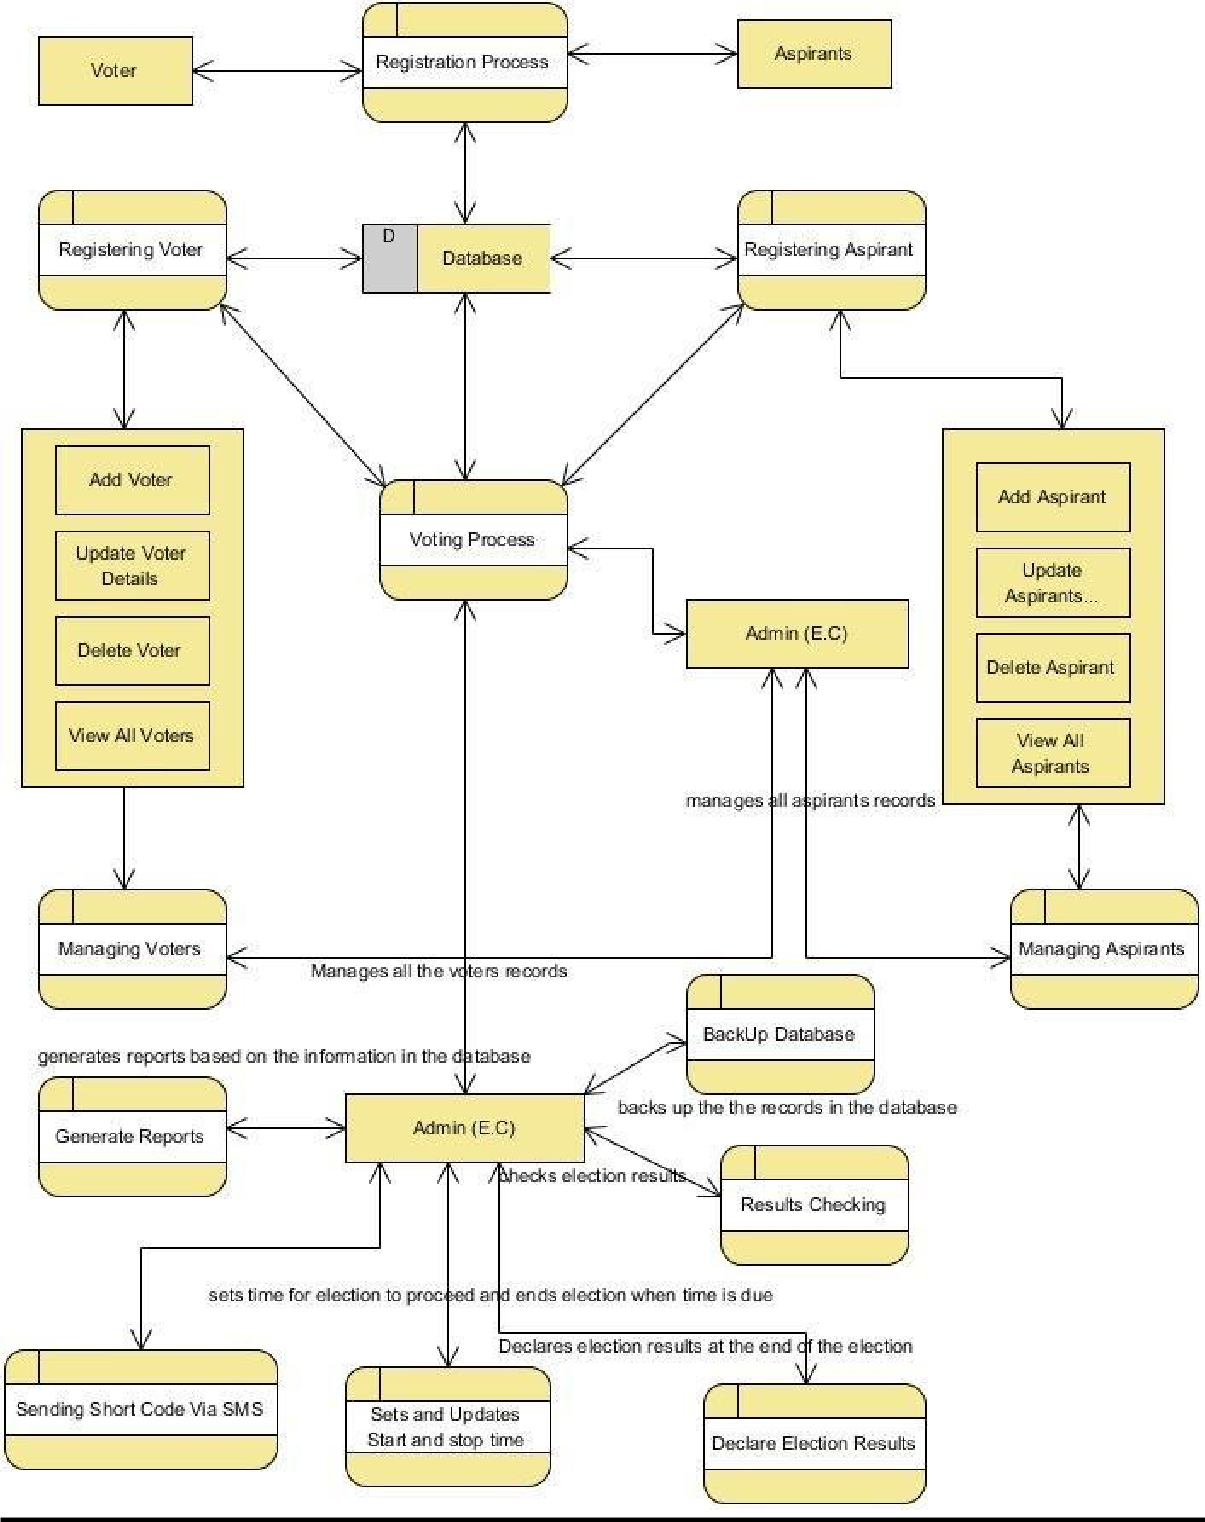 Voter
Registration Process
Aspirants
Registering Voter
D
Database
Registering Aspirant
Add Voter
Update Voter
Details
Delete Voter
View All Voters
Voting Process
Admin (E.C)
Add Aspirant
Update
Aspirants...
Delete Aspirant
View All
Aspirants
manages all aspirants records
Managing Voters
Manages all the voters records
Managing Aspirants
BackUp Database
generates reports based on the information in the database
backs up the the records in the database
Generate Reports
Admin (E.C)
checks election results
Results Checking
sets time for election to proceed and ends election when time is due
Declares election results at the end of the election
Sending Short Code Via SMS
Sets and Updates
Start and stop time
Declare Election Results